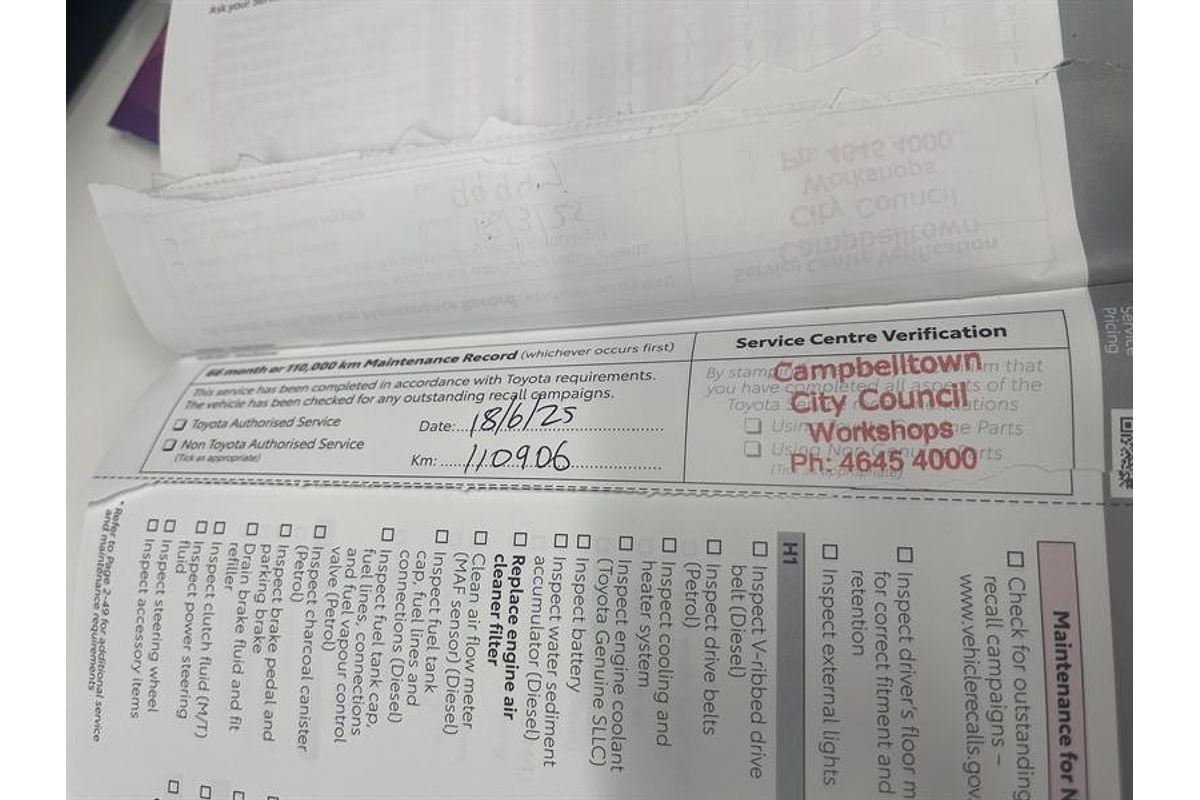 Ask your
66 month or 110,000 km Maintenance Record (whichever occurs first)
This service has been completed in accordance with Toyota requirements.
The vehicle has been checked for any outstanding recall campaigns.
☐ Toyota Authorised Service
☐ Non Toyota Authorised Service
(Tick as appropriate)
Date: 18/6/25
Km: 110906
Service Centre Verification
Campbelltown
City Council
Workshops
Ph: 4645 4000
By stamp
m that
you have completed all aspects of the
Toyota
☐ Usin
e Parts
☐ Using
Service
Pricing
Maintenance for
☐ Check for outstanding
recall campaigns –
www.vehiclerecalls.gov.
☐ Inspect driver's floor
for correct fitment and
retention
☐ Inspect external lights
H1
☐ Inspect V-ribbed drive
belt (Diesel)
☐ Inspect drive belts
(Petrol)
☐ Inspect cooling and
heater system
☐ Inspect engine coolant
(Toyota Genuine SLLC)
☐ Inspect battery
☐ Inspect water sediment
accumulator (Diesel)
☐ Replace engine air
cleaner filter
☐ Clean air flow meter
(MAF sensor) (Diesel)
☐ Inspect fuel tank
cap, fuel lines and
connections (Diesel)
☐ Inspect fuel tank cap,
fuel lines, connections
and fuel vapour control
valve (Petrol)
☐ Inspect charcoal canister
(Petrol)
☐ Inspect brake pedal and
parking brake
☐ Drain brake fluid and fit
refiller
☐ Inspect clutch fluid (M/T)
☐ Inspect power steering
fluid
☐ Inspect steering wheel
☐ Inspect accessory items
* Refer to Page 2-49 for additional service
and maintenance requirements